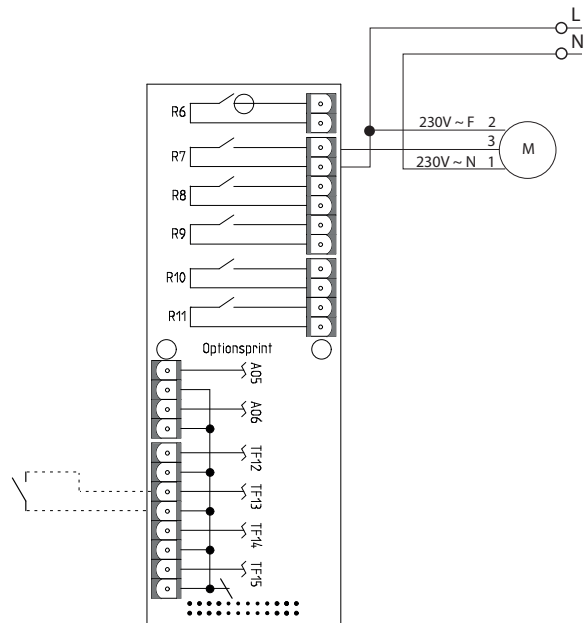 L
N
R6
230V ~ F 2
3
M
R7
230V ~ N 1
R8
R9
R10
R11
Optionsprint
A05
A06
TF12
TF13
TF14
TF15